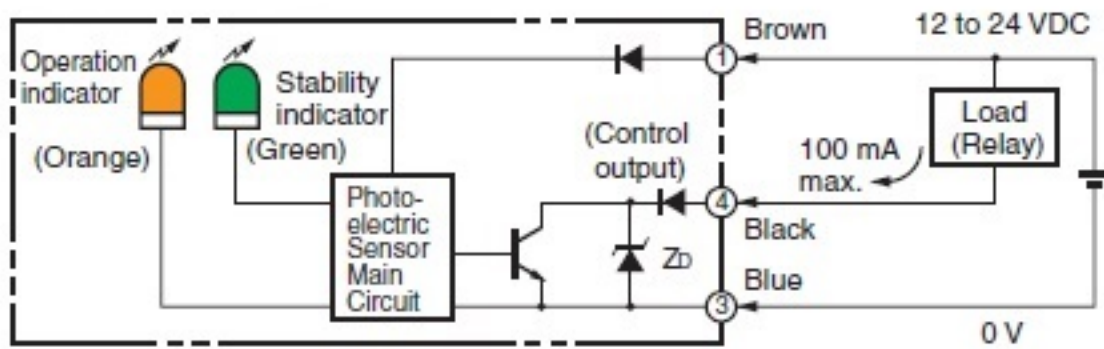 Operation
indicator
(Orange)
Stability
indicator
(Green)
Photo-
electric
Sensor
Main
Circuit
(Control
output)
ZD
1
Brown
12 to 24 VDC
Load
(Relay)
100 mA
max.
4
Black
Blue
3
0 V